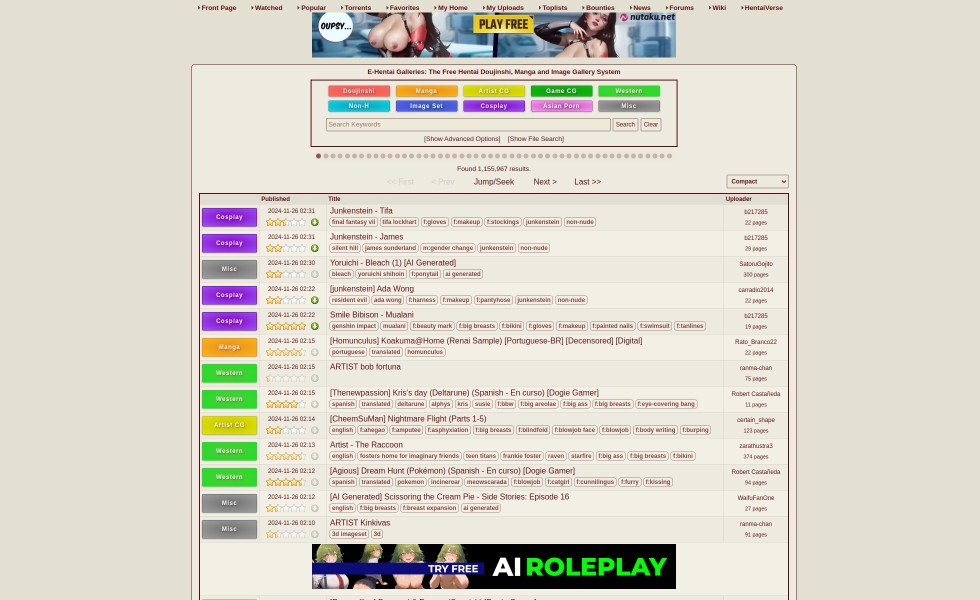 Front Page Watched Popular Torrents Favorites My Home My Uploads Toplists Bounties News Forums Wiki HentaiVerse
OUPSY... PLAY FREE nutaku.net
E-Hentai Galleries: The Free Hentai Doujinshi, Manga and Image Gallery System
Doujinshi Manga Artist CG Game CG Western
Non-H Image Set Cosplay Asian Porn Misc
Search Keywords Search Clear
[Show Advanced Options] [Show File Search]
Found 1,155,967 results.
<< First < Prev Jump/Seek Next > Last >> Compact
Published Title Uploader
Cosplay 2024-11-26 02:31 Junkenstein - Tifa b217285
final fantasy vii tifa lockhart f:gloves f:makeup f:stockings junkenstein non-nude 22 pages
Cosplay 2024-11-26 02:31 Junkenstein - James b217285
silent hill james sunderland m:gender change junkenstein non-nude 29 pages
Misc 2024-11-26 02:30 Yoruichi - Bleach (1) [AI Generated] SatoruGojito
bleach yoruichi shihoin f:ponytail ai generated 300 pages
Cosplay 2024-11-26 02:22 [junkenstein] Ada Wong carradio2014
resident evil ada wong f:harness f:makeup f:pantyhose junkenstein non-nude 22 pages
Cosplay 2024-11-26 02:22 Smile Bibison - Mualani b217285
genshin impact mualani f:beauty mark f:big breasts f:bikini f:gloves f:makeup f:painted nails f:swimsuit f:tanlines 19 pages
Manga 2024-11-26 02:15 [Homunculus] Koakuma@Home (Renai Sample) [Portuguese-BR] [Decensored] [Digital] Rato_Branco22
portuguese translated homunculus 22 pages
Western 2024-11-26 02:15 ARTIST bob fortuna ranma-chan
75 pages
Western 2024-11-26 02:15 [Thenewpassion] Kris's day (Deltarune) (Spanish - En curso) [Dogie Gamer] Robert Castañeda
spanish translated deltarune alphys kris susie f:bbw f:big areolae f:big ass f:big breasts f:eye-covering bang 11 pages
Artist CG 2024-11-26 02:14 [CheemSuMan] Nightmare Flight (Parts 1-5) certain_shape
english f:ahegao f:amputee f:asphyxiation f:big breasts f:blindfold f:blowjob face f:blowjob f:body writing f:burping 123 pages
Western 2024-11-26 02:13 Artist - The Raccoon zarathustra3
english fosters home for imaginary friends teen titans frankie foster raven starfire f:big ass f:big breasts f:bikini 374 pages
Western 2024-11-26 02:12 [Agious] Dream Hunt (Pokémon) (Spanish - En curso) [Dogie Gamer] Robert Castañeda
spanish translated pokemon incineroar meowscarada f:blowjob f:catgirl f:cunnilingus f:furry f:kissing 94 pages
Misc 2024-11-26 02:12 [AI Generated] Scissoring the Cream Pie - Side Stories: Episode 16 WaifuFanOne
english f:big breasts f:breast expansion ai generated 27 pages
Misc 2024-11-26 02:10 ARTIST Kinkivas ranma-chan
3d imageset 3d 91 pages
TRY FREE AI ROLEPLAY